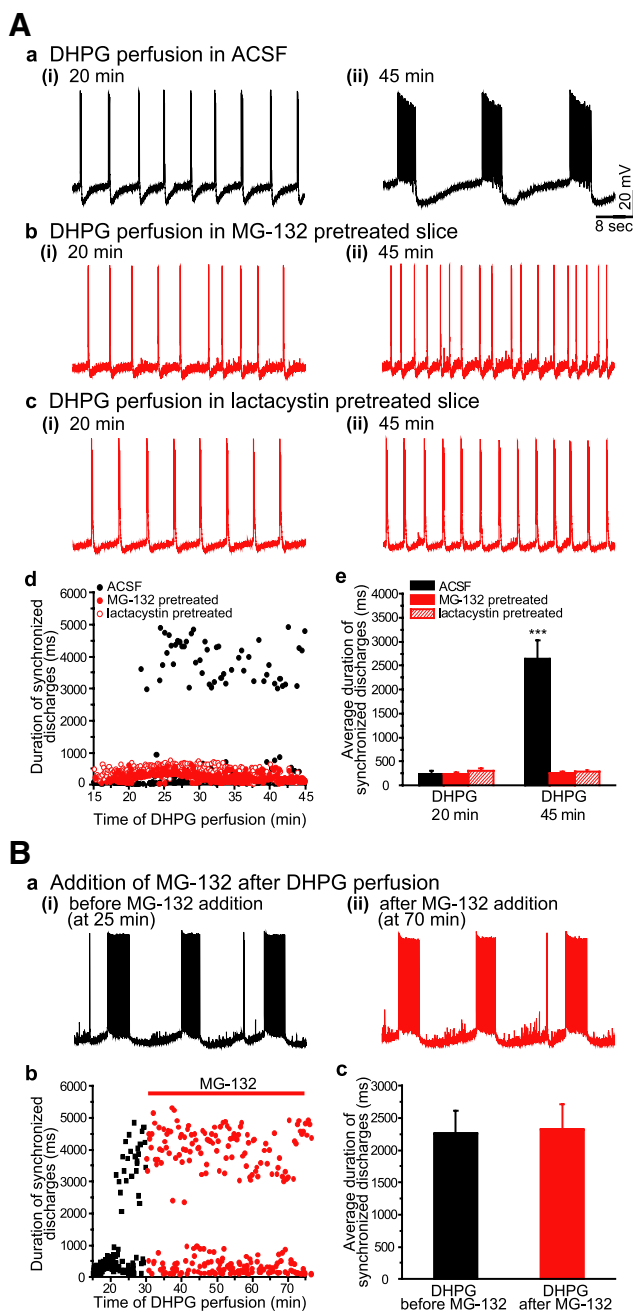 A
a DHPG perfusion in ACSF
(i) 20 min
(ii) 45 min
20 mV
8 sec
b DHPG perfusion in MG-132 pretreated slice
(i) 20 min
(ii) 45 min
c DHPG perfusion in lactacystin pretreated slice
(i) 20 min
(ii) 45 min
d
ACSF
MG-132 pretreated
lactacystin pretreated
Duration of synchronized
discharges (ms)
6000
5000
4000
3000
2000
1000
0
15 20 25 30 35 40 45
Time of DHPG perfusion (min)
e
ACSF
MG-132 pretreated
lactacystin pretreated
Average duration of
synchronized discharges (ms)
4000
3500
3000
2500
2000
1500
1000
500
0
***
DHPG
20 min
DHPG
45 min
B
a Addition of MG-132 after DHPG perfusion
(i) before MG-132 addition
(at 25 min)
(ii) after MG-132 addition
(at 70 min)
b
MG-132
Duration of synchronized
discharges (ms)
6000
5000
4000
3000
2000
1000
0
20 30 40 50 60 70
Time of DHPG perfusion (min)
c
Average duration of
synchronized discharges (ms)
3000
2500
2000
1500
1000
500
0
DHPG
before MG-132
DHPG
after MG-132